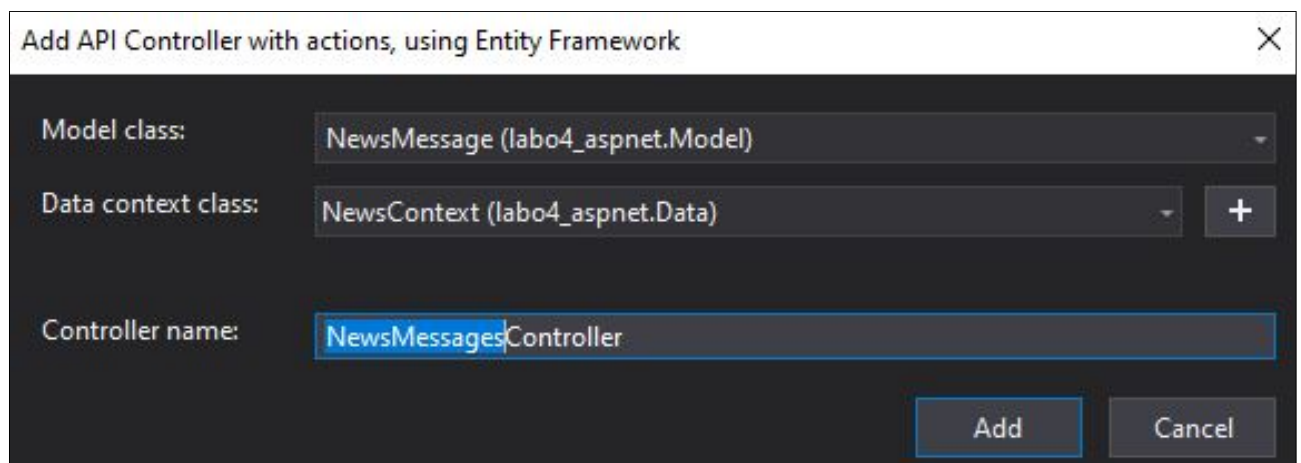 Add API Controller with actions, using Entity Framework
Model class:
NewsMessage (labo4_aspnet.Model)
Data context class:
NewsContext (labo4_aspnet.Data)
+
Controller name:
NewsMessagesController
Add
Cancel